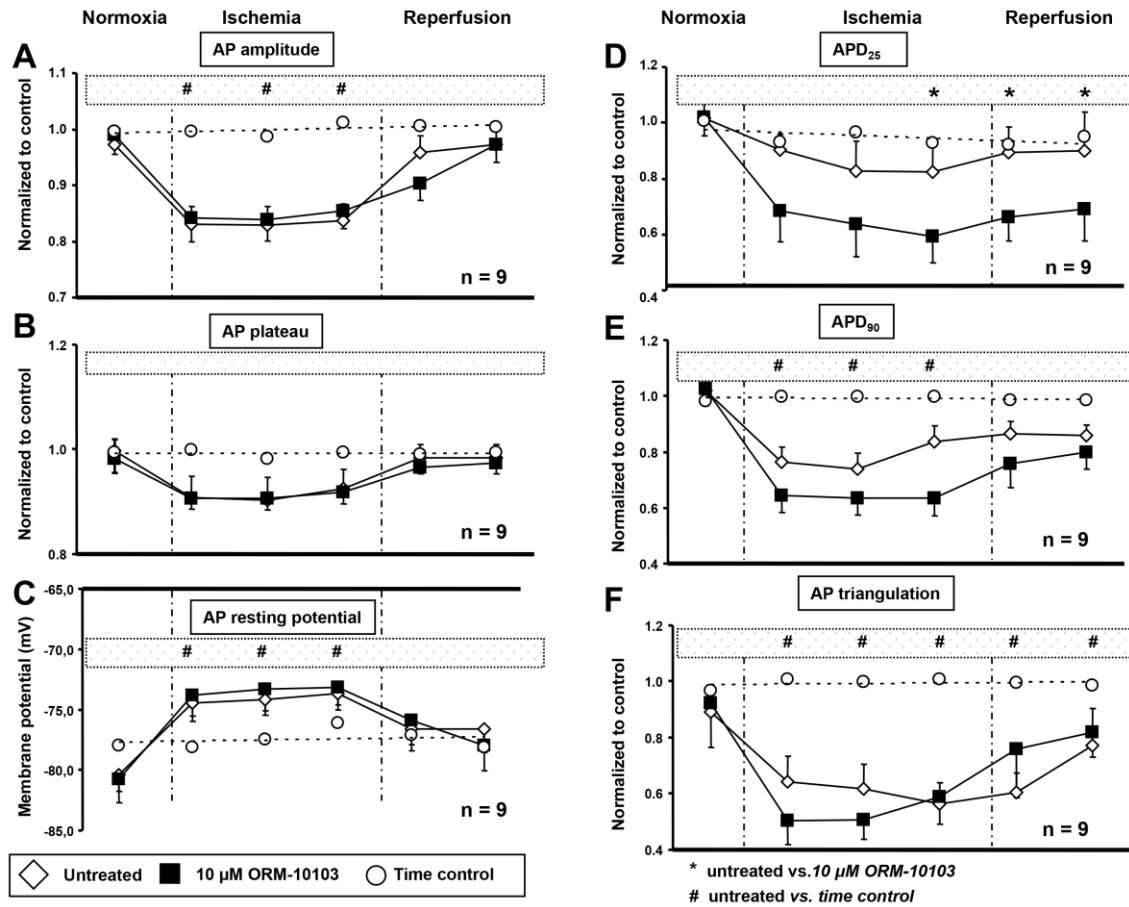 Normoxia Ischemia Reperfusion
A
AP amplitude
# # #
1.1
1.0
0.9
0.8
0.7
Normalized to control
n = 9
B
AP plateau
1.2
1.0
0.8
Normalized to control
n = 9
C
AP resting potential
# # #
-65,0
-70,0
-75,0
-80,0
-85,0
Membrane potential (mV)
n = 9
Untreated 10 µM ORM-10103 Time control
Normoxia Ischemia Reperfusion
D
APD25
* * *
1.2
1.0
0.8
0.6
0.4
Normalized to control
n = 9
E
APD90
# # #
1.2
1.0
0.8
0.6
0.4
Normalized to control
n = 9
F
AP triangulation
# # # # #
1.2
1.0
0.8
0.6
0.4
Normalized to control
n = 9
* untreated vs.10 µM ORM-10103
# untreated vs. time control